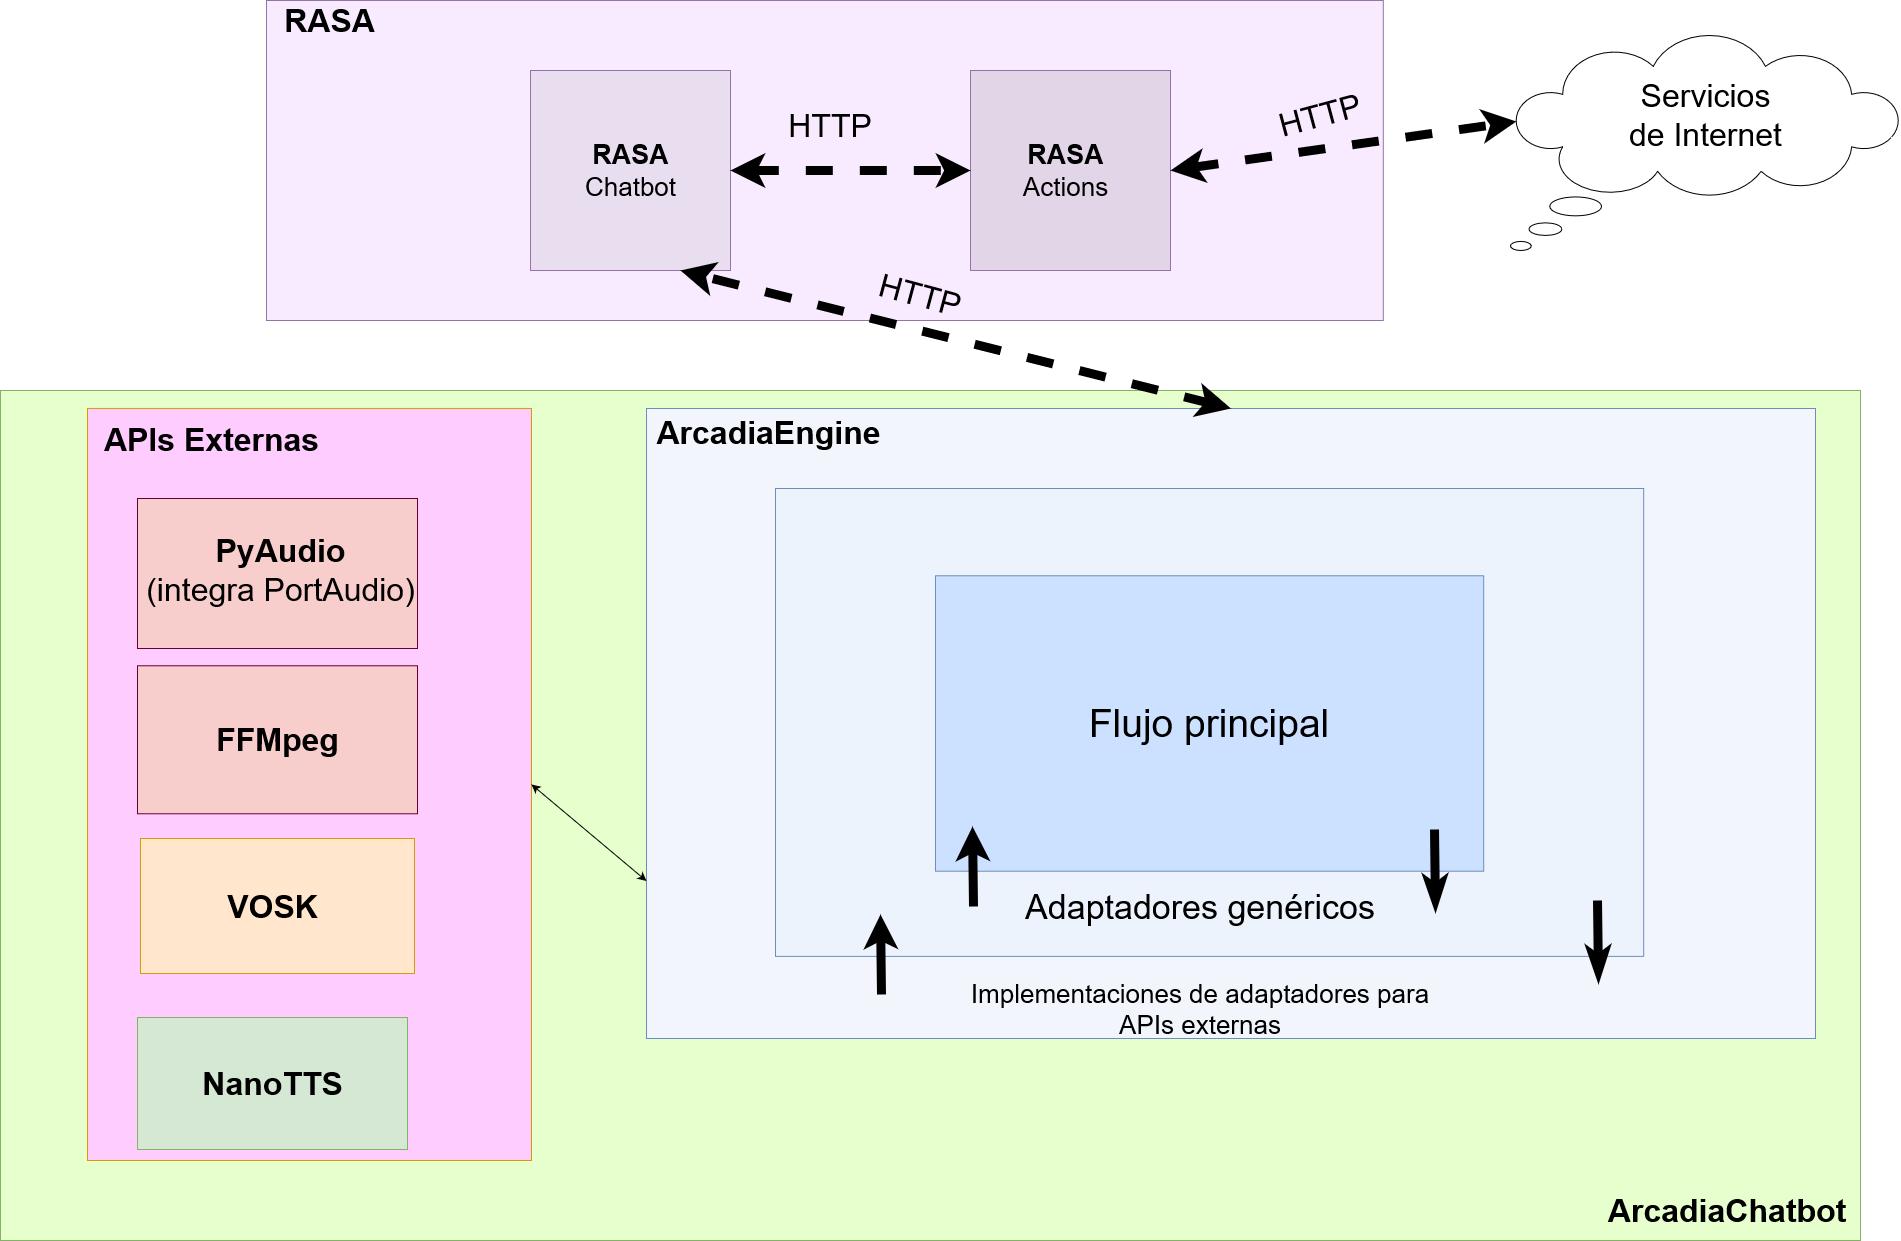 RASA
HTTP
RASA
Chatbot
RASA
Actions
HTTP
Servicios
de Internet
HTTP
APIs Externas
PyAudio
(integra PortAudio)
FFMpeg
VOSK
NanoTTS
ArcadiaEngine
Flujo principal
Adaptadores genéricos
Implementaciones de adaptadores para
APIs externas
ArcadiaChatbot